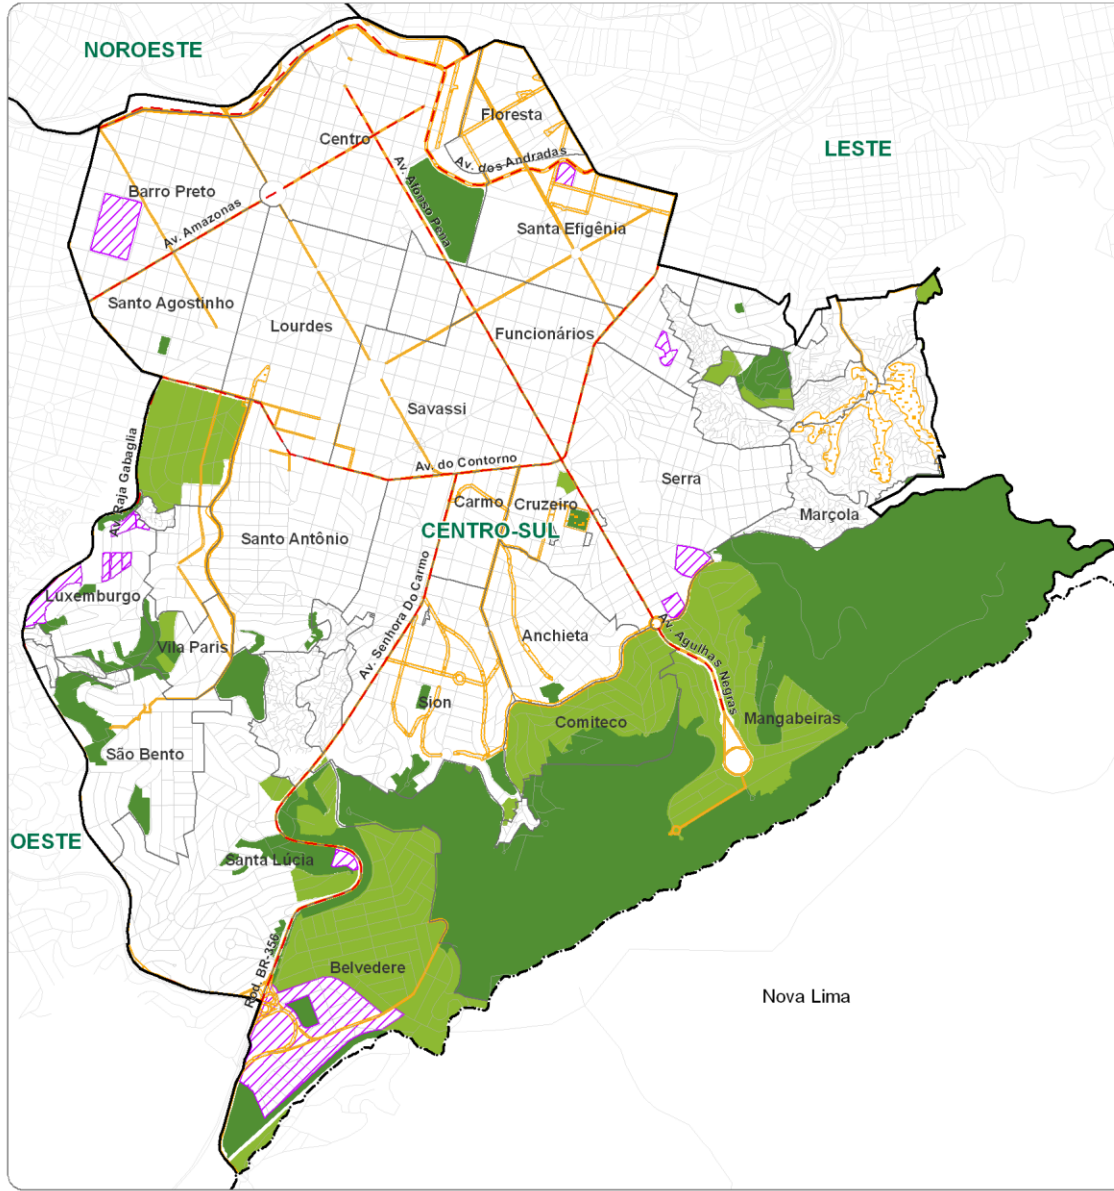 NOROESTE
Floresta
Centro
LESTE
Av. dos Andradas
Barro Preto
Av. Afonso Pena
Av. Amazonas
Santa Efigênia
Santo Agostinho
Lourdes
Funcionários
Savassi
Av. Raja Gabaglia
Av. do Contorno
Serra
Carmo
Cruzeiro
Marçola
CENTRO-SUL
Santo Antônio
Luxemburgo
Av. Senhora Do Carmo
Anchieta
Vila Paris
Av. Agulhas Negras
Sion
Comiteco
Mangabeiras
São Bento
OESTE
Santa Lúcia
Belvedere
Rod. BR-356
Nova Lima